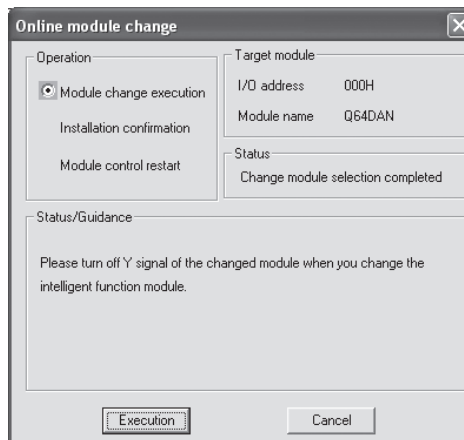 Online module change
Operation
Module change execution
Installation confirmation
Module control restart
Target module
I/O address 000H
Module name Q64DAN
Status
Change module selection completed
Status/Guidance
Please turn off Y signal of the changed module when you change the
intelligent function module.
Execution
Cancel